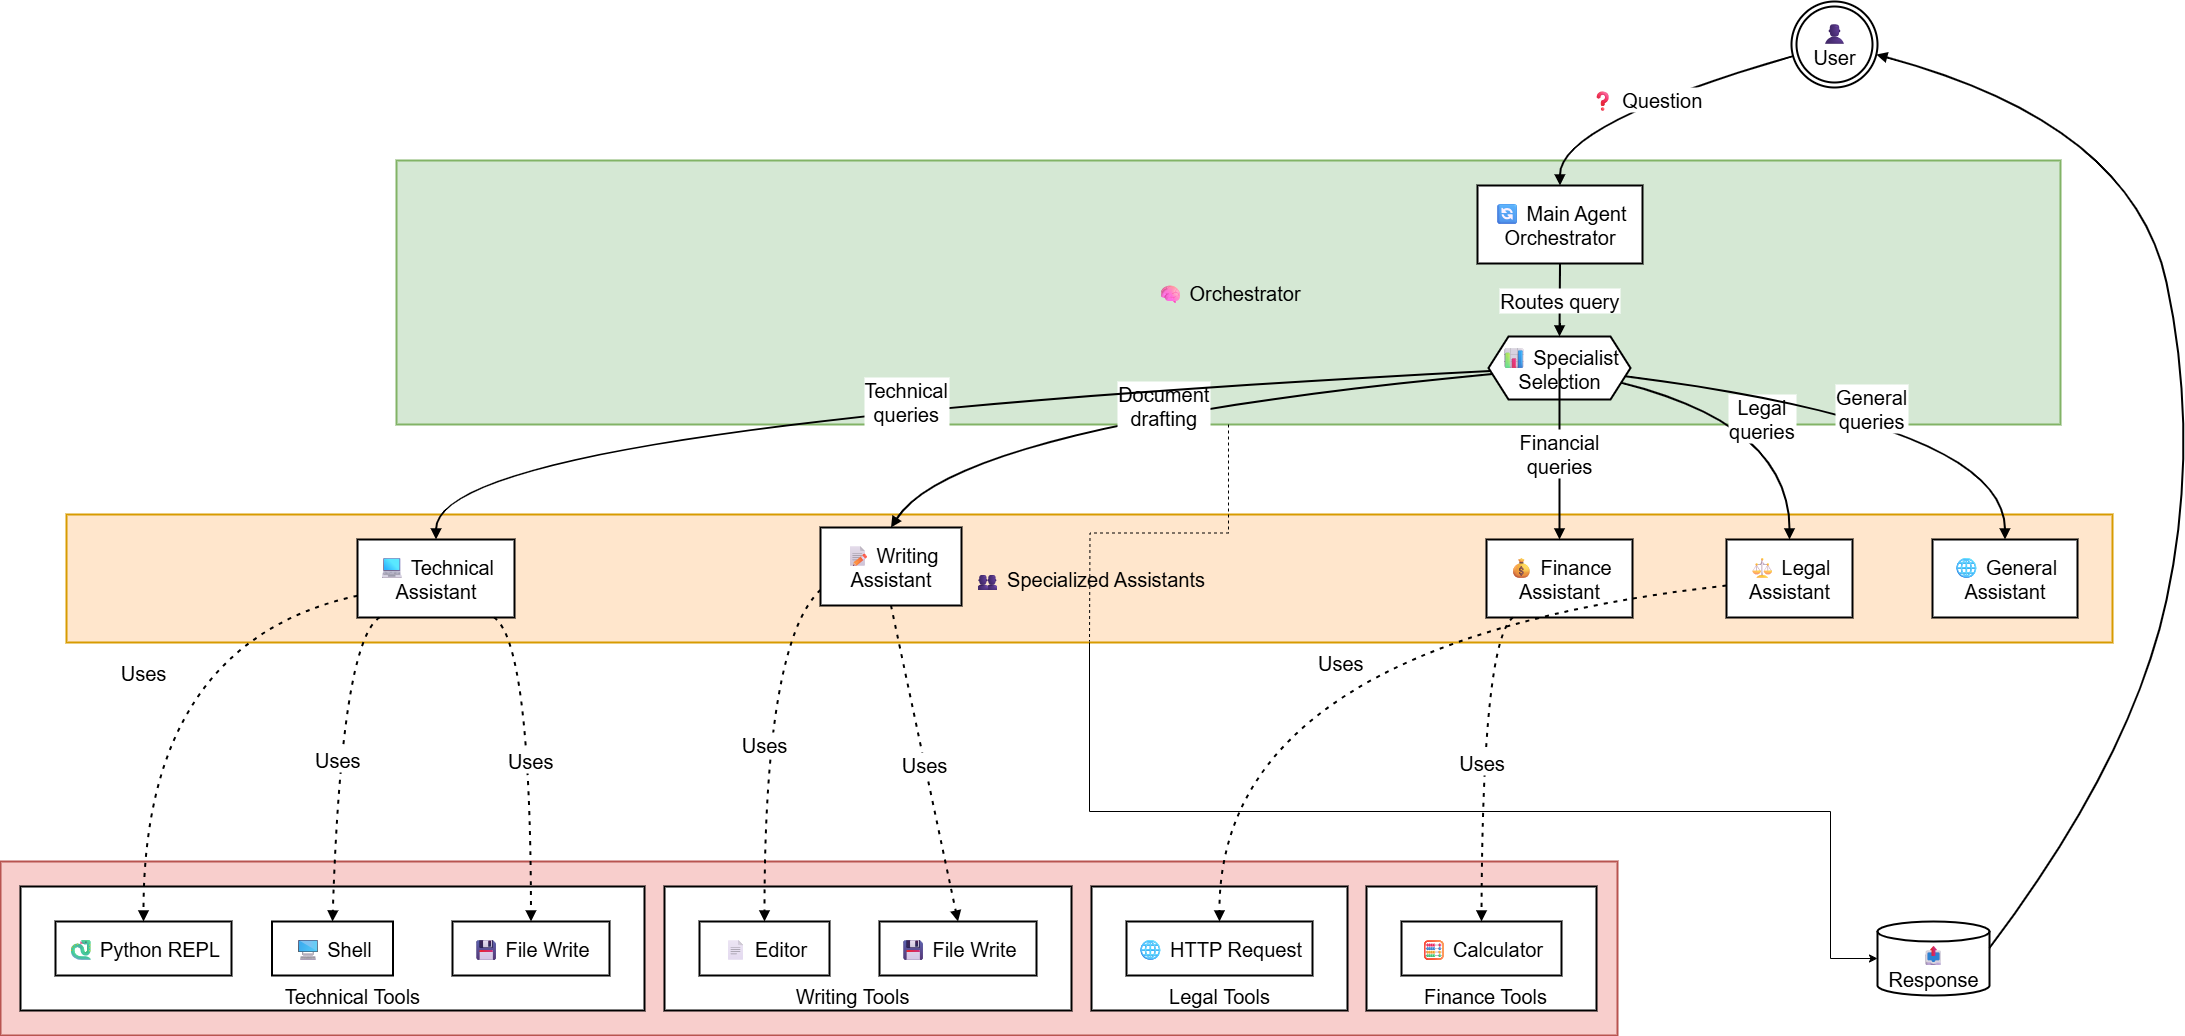 User
Question
Main Agent
Orchestrator
Orchestrator
Routes query
Specialist
Selection
Technical
queries
Document
drafting
Financial
queries
Legal
queries
General
queries
Technical
Assistant
Writing
Assistant
Specialized Assistants
Finance
Assistant
Legal
Assistant
General
Assistant
Uses
Uses
Uses
Uses
Uses
Uses
Uses
Python REPL
Shell
File Write
Technical Tools
Editor
File Write
Writing Tools
HTTP Request
Legal Tools
Calculator
Finance Tools
Response